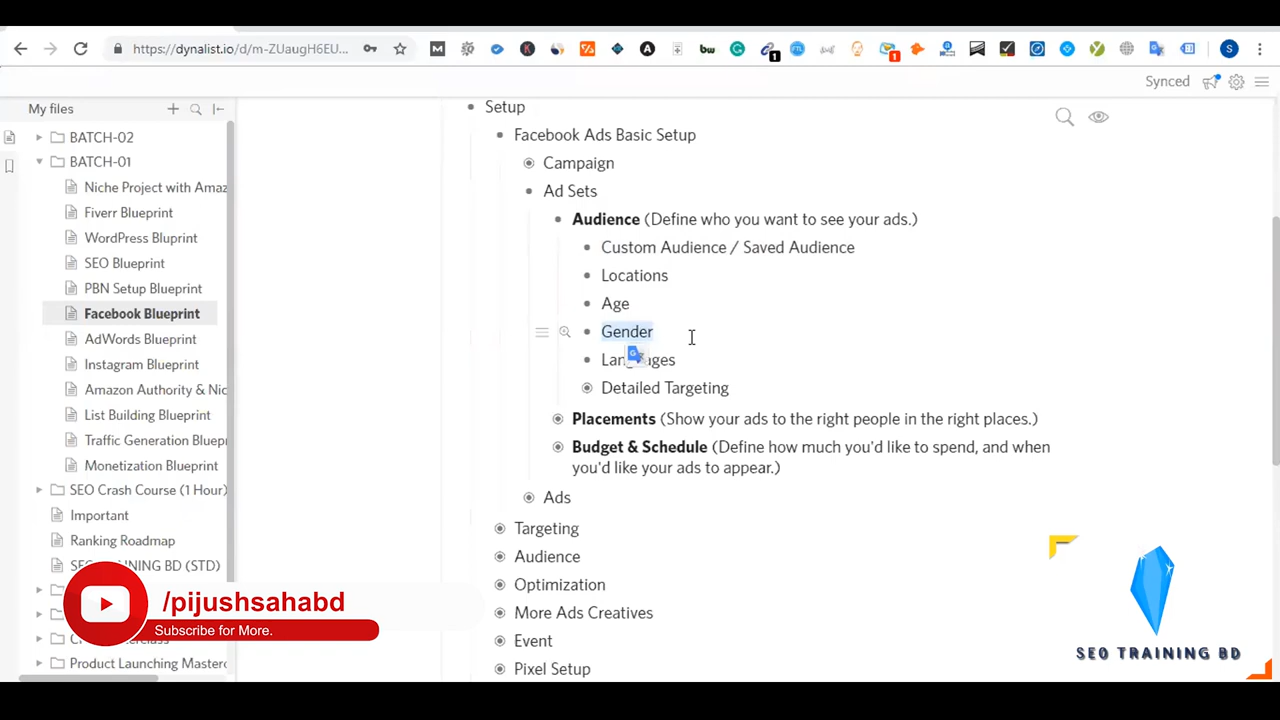 https://dynalist.io/d/m-ZUaugH6EU...
Synced
My files
BATCH-02
BATCH-01
Niche Project with Amaz
Fiverr Blueprint
WordPress Blueprint
SEO Blueprint
PBN Setup Blueprint
Facebook Blueprint
AdWords Blueprint
Instagram Blueprint
Amazon Authority & Nic
List Building Blueprint
Traffic Generation Bluepr
Monetization Blueprint
SEO Crash Course (1 Hour)
Important
Ranking Roadmap
(STD)
Product Launching Masterc
Setup
Facebook Ads Basic Setup
Campaign
Ad Sets
Audience (Define who you want to see your ads.)
Custom Audience / Saved Audience
Locations
Age
Gender
Languages
Detailed Targeting
Placements (Show your ads to the right people in the right places.)
Budget & Schedule (Define how much you'd like to spend, and when
you'd like your ads to appear.)
Ads
Targeting
Audience
Optimization
More Ads Creatives
Event
Pixel Setup
/pijushsahabd
Subscribe for More.
SEO TRAINING BD